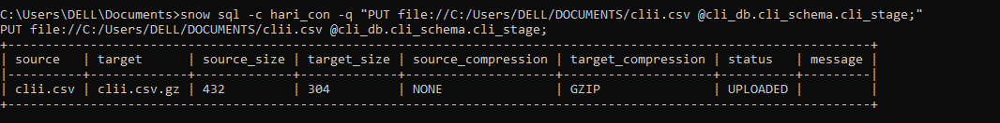 C:\Users\DELL\Documents>snow sql -c hari_con -q "PUT file://C:/Users/DELL/DOCUMENTS/clii.csv @cli_db.cli_schema.cli_stage;"
PUT file://C:/Users/DELL/DOCUMENTS/clii.csv @cli_db.cli_schema.cli_stage;
+-----------------------------------------------------------------------------------------------------------------+
| source | target | source_size | target_size | source_compression | target_compression | status | message |
|----------+-------------+-------------+-------------+--------------------+--------------------+----------+---------|
| clii.csv | clii.csv.gz | 432 | 304 | NONE | GZIP | UPLOADED | |
+-----------------------------------------------------------------------------------------------------------------+